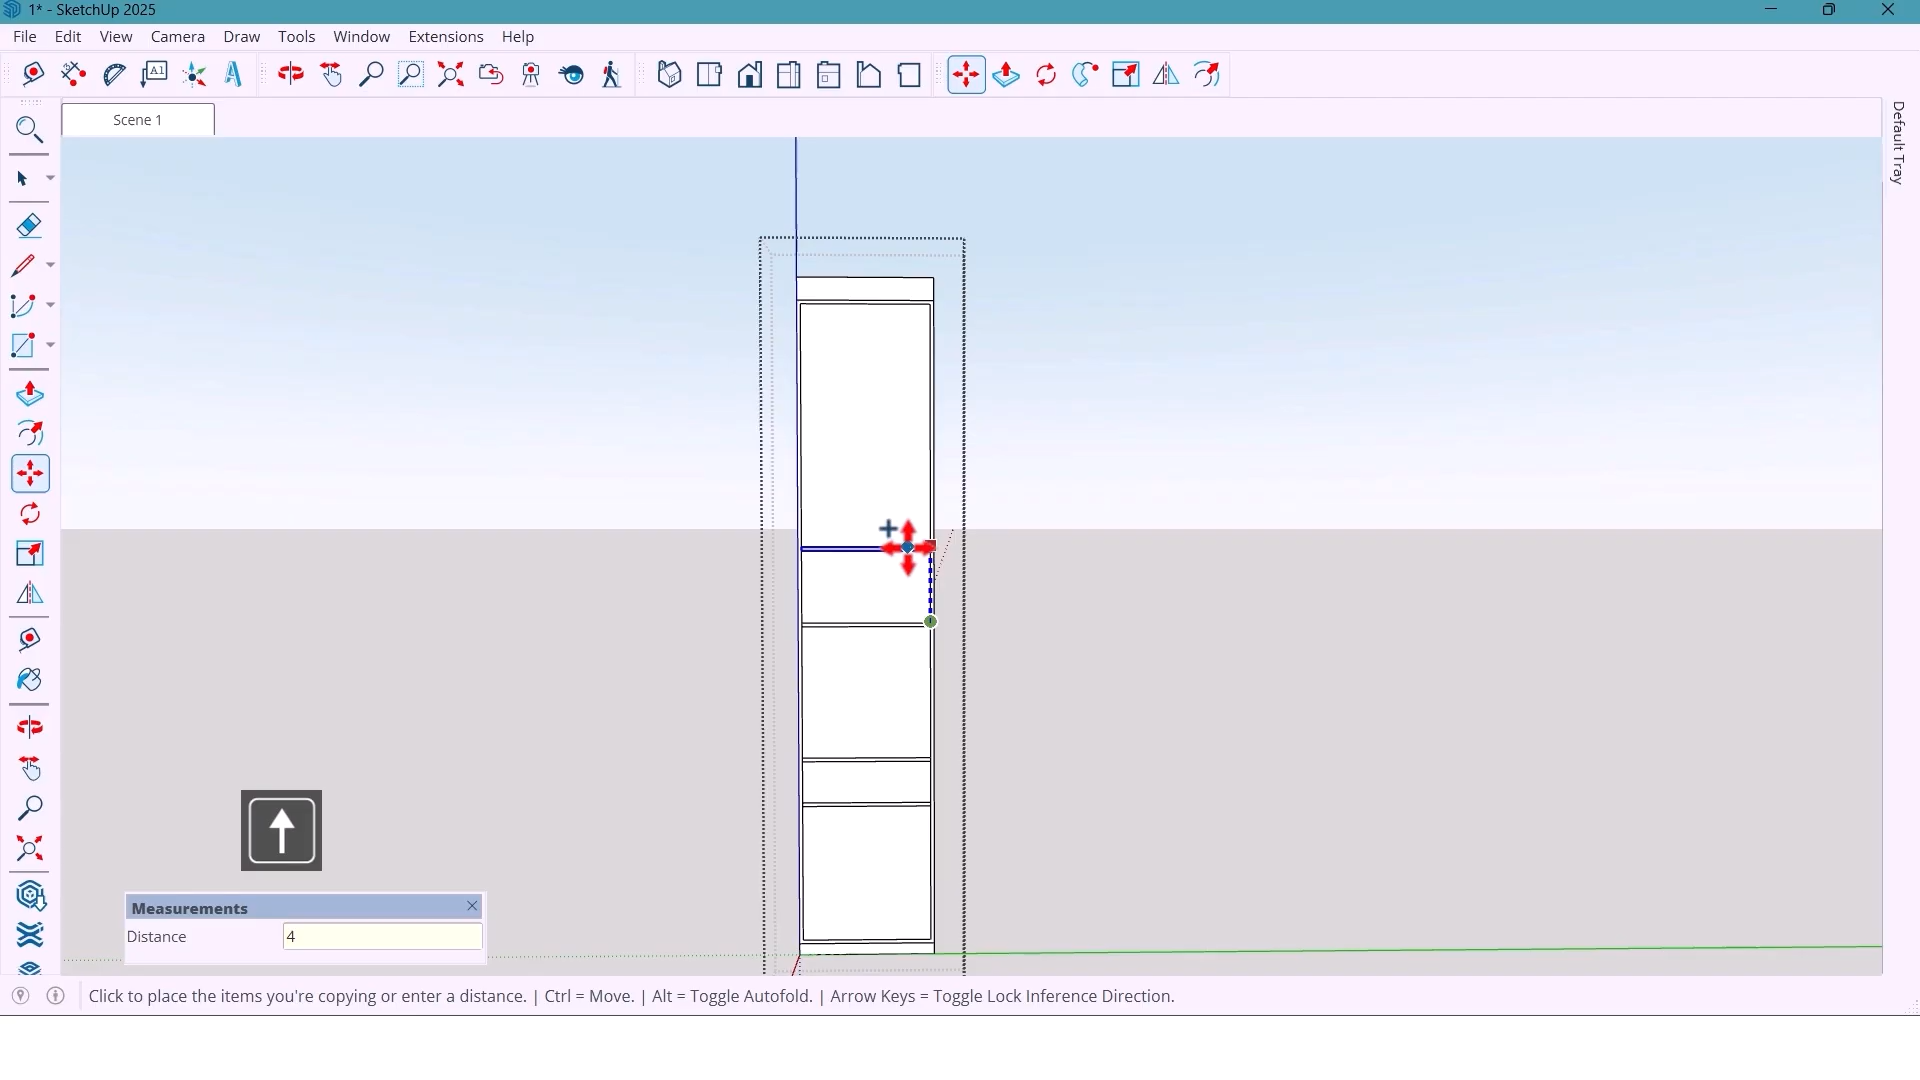 1* - SketchUp 2025
File Edit View Camera Draw Tools Window Extensions Help
A1
Scene 1
Default Tray
Measurements
Distance 4
Click to place the items you're copying or enter a distance. | Ctrl = Move. | Alt = Toggle Autofold. | Arrow Keys = Toggle Lock Inference Direction.